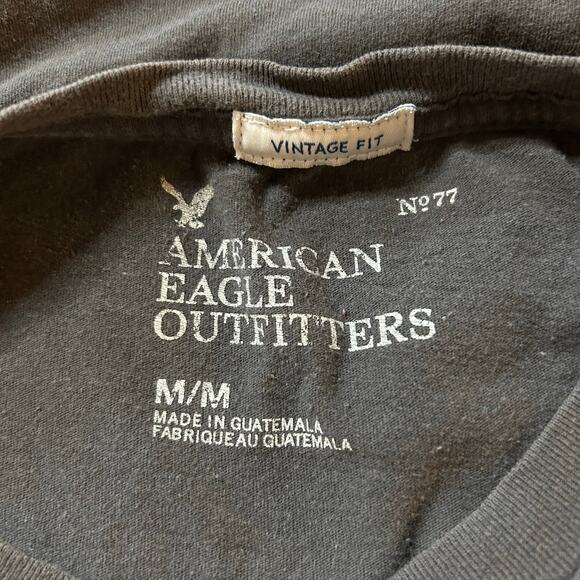 VINTAGE FIT
Nº77
AMERICAN
EAGLE
OUTFITTERS
M/M
MADE IN GUATEMALA
FABRIQUEAU GUATEMALA